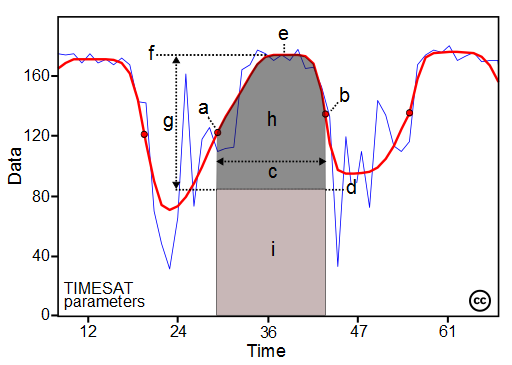 e
f
160
a
b
g
h
120
c
d
80
i
40
TIMESAT
parameters
cc
0
12
24
36
47
61
Data
Time